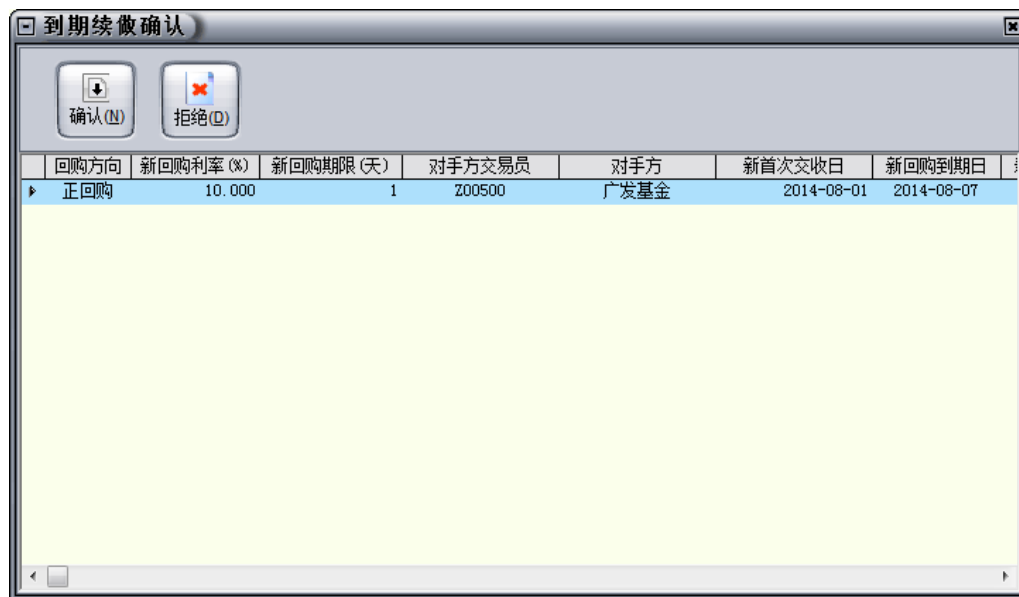 到期续做确认
确认(N) 拒绝(D)
回购方向 新回购利率(%) 新回购期限(天) 对手方交易员 对手方 新首次交收日 新回购到期日
正回购 10.000 1 Z00500 广发基金 2014-08-01 2014-08-07